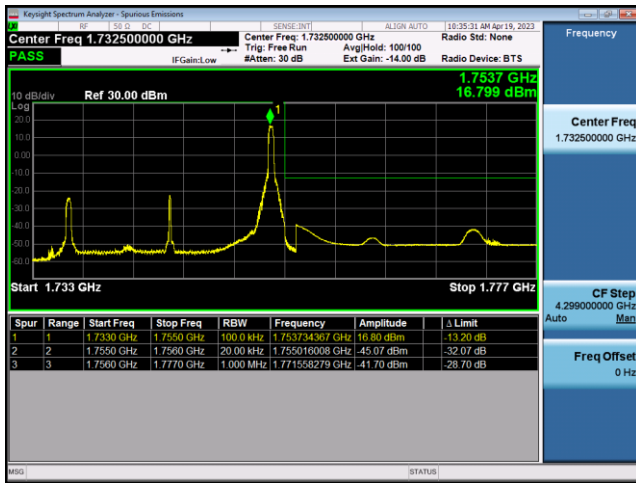 Keysight Spectrum Analyzer - Spurious Emissions
RF 50 Ω DC SENSE:INT ALIGN AUTO 10:35:31 AM Apr 19, 2023
Center Freq 1.732500000 GHz
Center Freq: 1.732500000 GHz
Radio Std: None
Trig: Free Run Avg|Hold: 100/100
PASS
IFGain:Low
#Atten: 30 dB Ext Gain: -14.00 dB Radio Device: BTS
Frequency
1.7537 GHz
16.799 dBm
10 dB/div Ref 30.00 dBm
Log
1
20.0
10.0
0.00
-10.0
-20.0
-30.0
-40.0
-50.0
-60.0
Start 1.733 GHz Stop 1.777 GHz
Center Freq
1.732500000 GHz
CF Step
4.299000000 GHz
Auto Man
Freq Offset
0 Hz
Spur Range Start Freq Stop Freq RBW Frequency Amplitude Δ Limit
1 1 1.7330 GHz 1.7550 GHz 100.0 kHz 1.753734367 GHz 16.80 dBm -13.20 dB
2 2 1.7550 GHz 1.7560 GHz 20.00 kHz 1.755016008 GHz -45.07 dBm -32.07 dB
3 3 1.7560 GHz 1.7770 GHz 1.000 MHz 1.771558279 GHz -41.70 dBm -28.70 dB
MSG STATUS